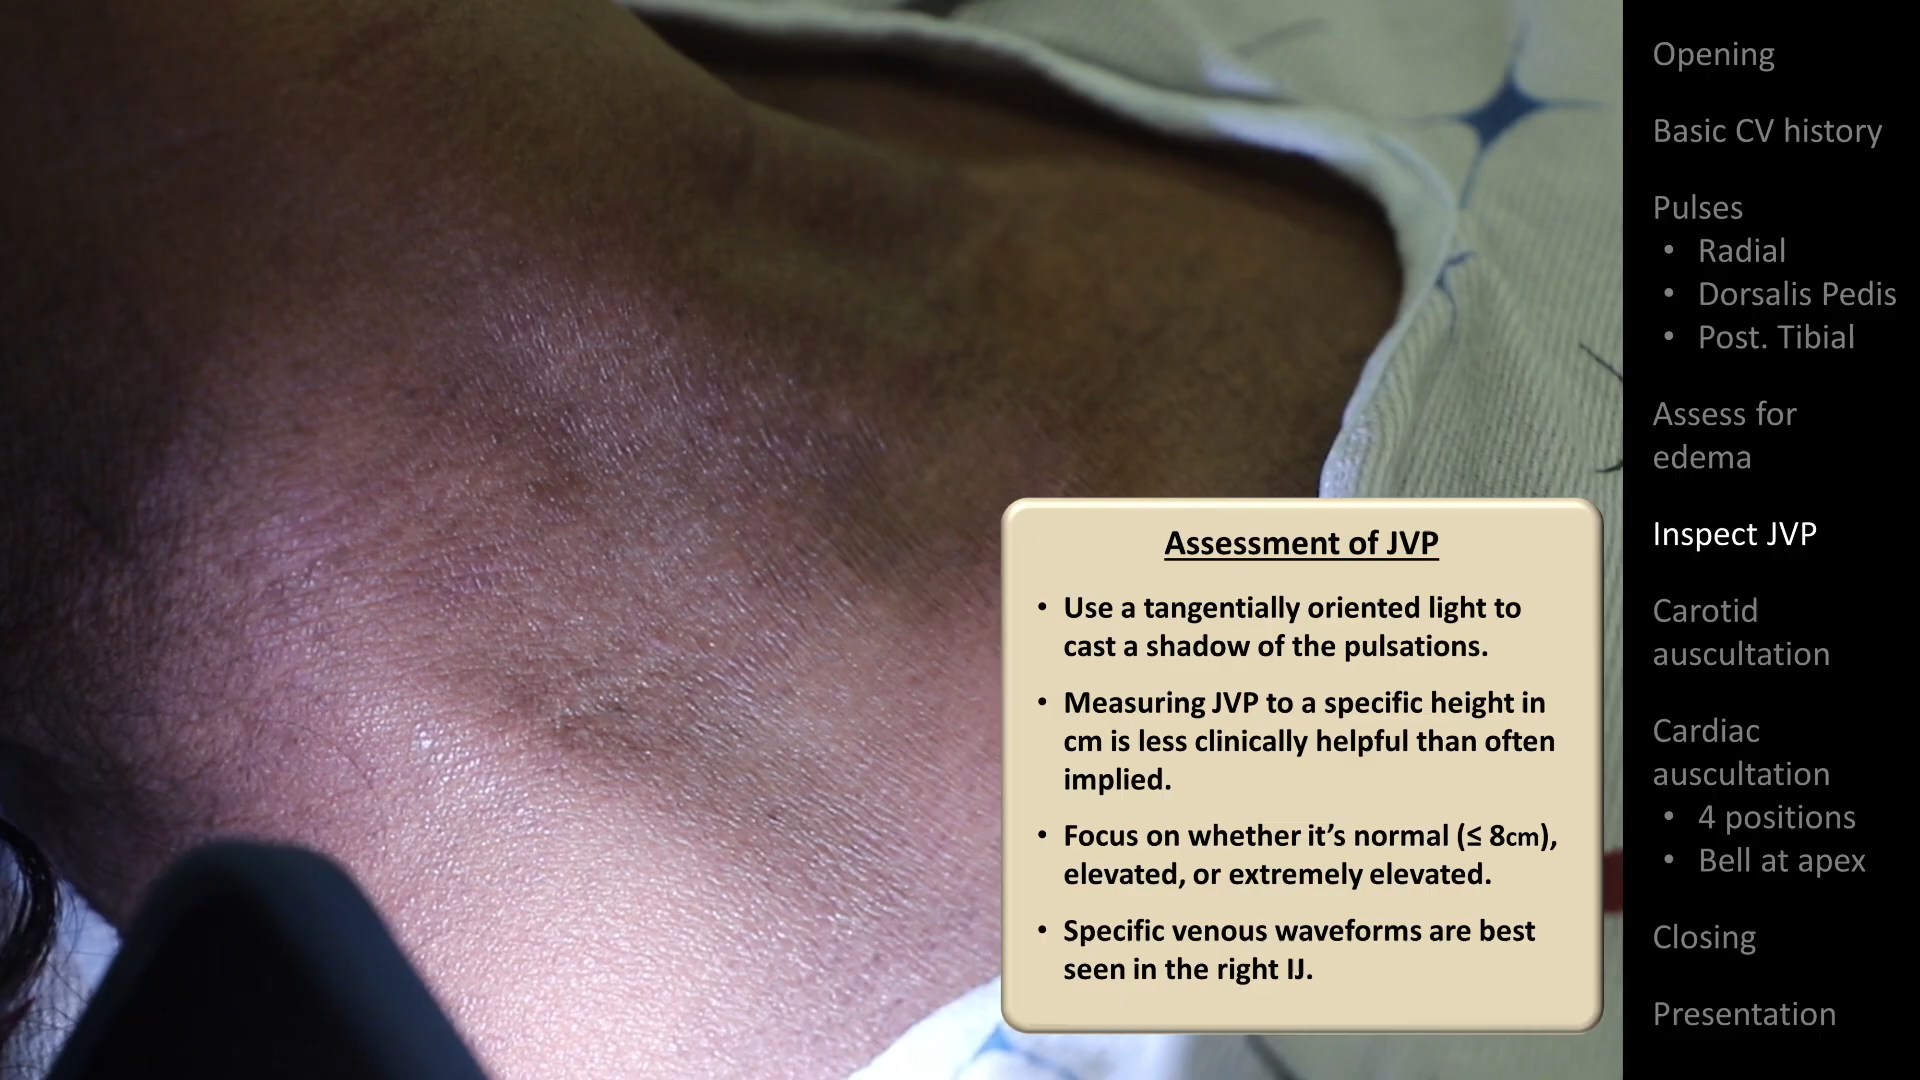 Assessment of JVP
• Use a tangentially oriented light to
cast a shadow of the pulsations.
• Measuring JVP to a specific height in
cm is less clinically helpful than often
implied.
• Focus on whether it’s normal (≤ 8cm),
elevated, or extremely elevated.
• Specific venous waveforms are best
seen in the right IJ.
Opening
Basic CV history
Pulses
• Radial
• Dorsalis Pedis
• Post. Tibial
Assess for
edema
Inspect JVP
Carotid
auscultation
Cardiac
auscultation
• 4 positions
• Bell at apex
Closing
Presentation